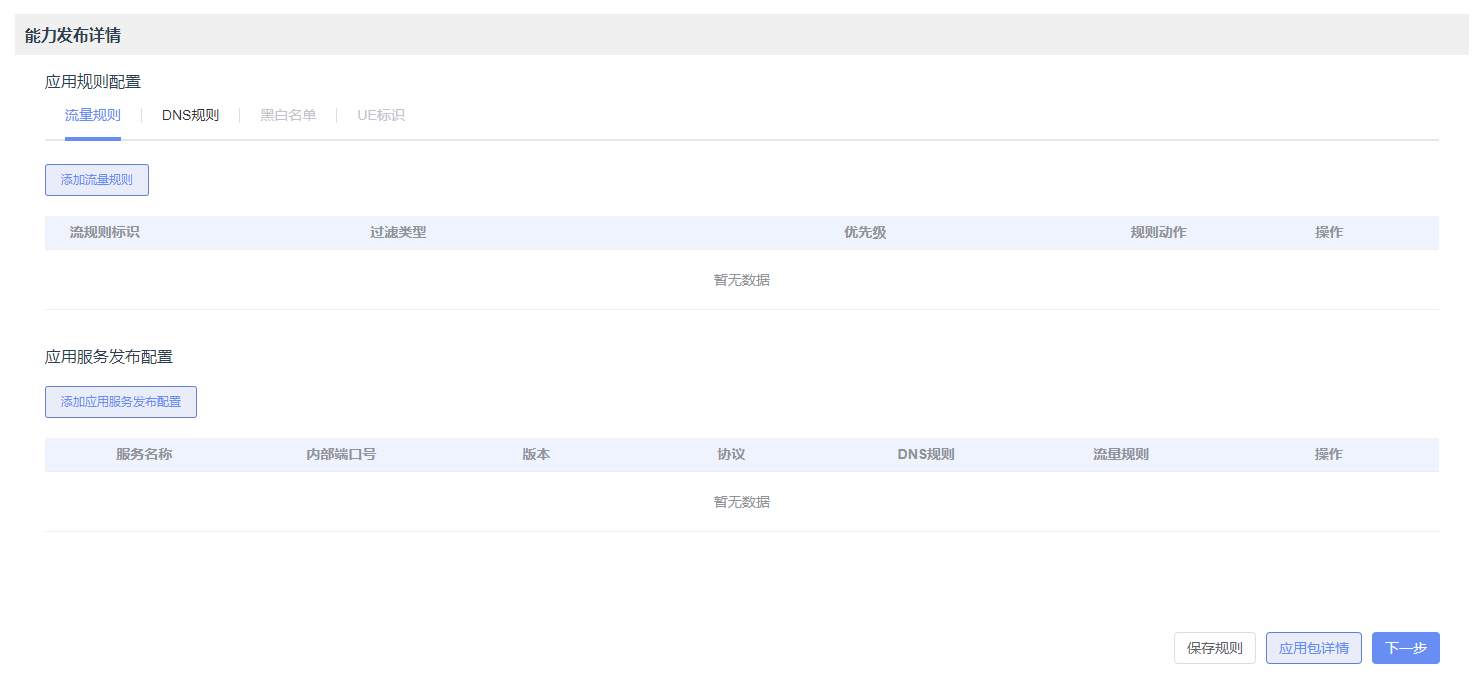 能力发布详情
应用规则配置
流量规则 DNS规则 黑白名单 UE标识
添加流量规则
流规则标识 过滤类型 优先级 规则动作 操作
暂无数据
应用服务发布配置
添加应用服务发布配置
服务名称 内部端口号 版本 协议 DNS规则 流量规则 操作
暂无数据
保存规则 应用包详情 下一步